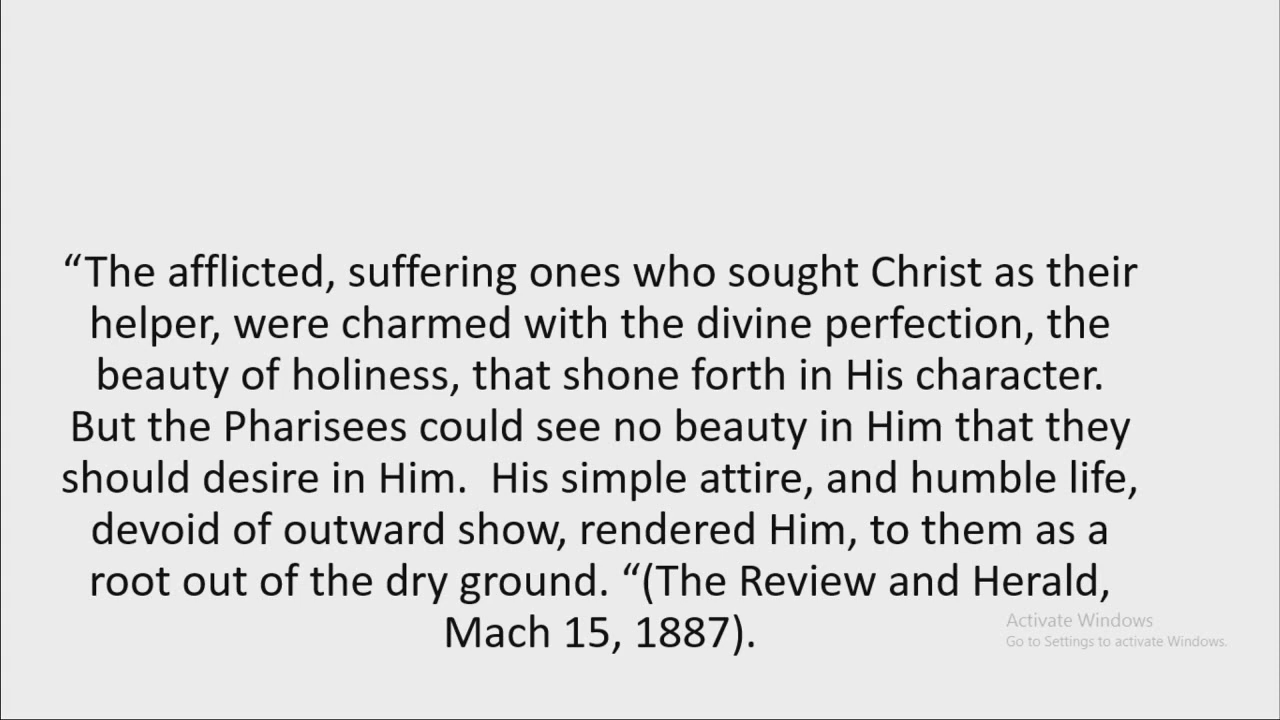 “The afflicted, suffering ones who sought Christ as their
helper, were charmed with the divine perfection, the
beauty of holiness, that shone forth in His character.
But the Pharisees could see no beauty in Him that they
should desire in Him.  His simple attire, and humble life,
devoid of outward show, rendered Him, to them as a
root out of the dry ground. “(The Review and Herald,
Mach 15, 1887).
Activate Windows
Go to Settings to activate Windows.